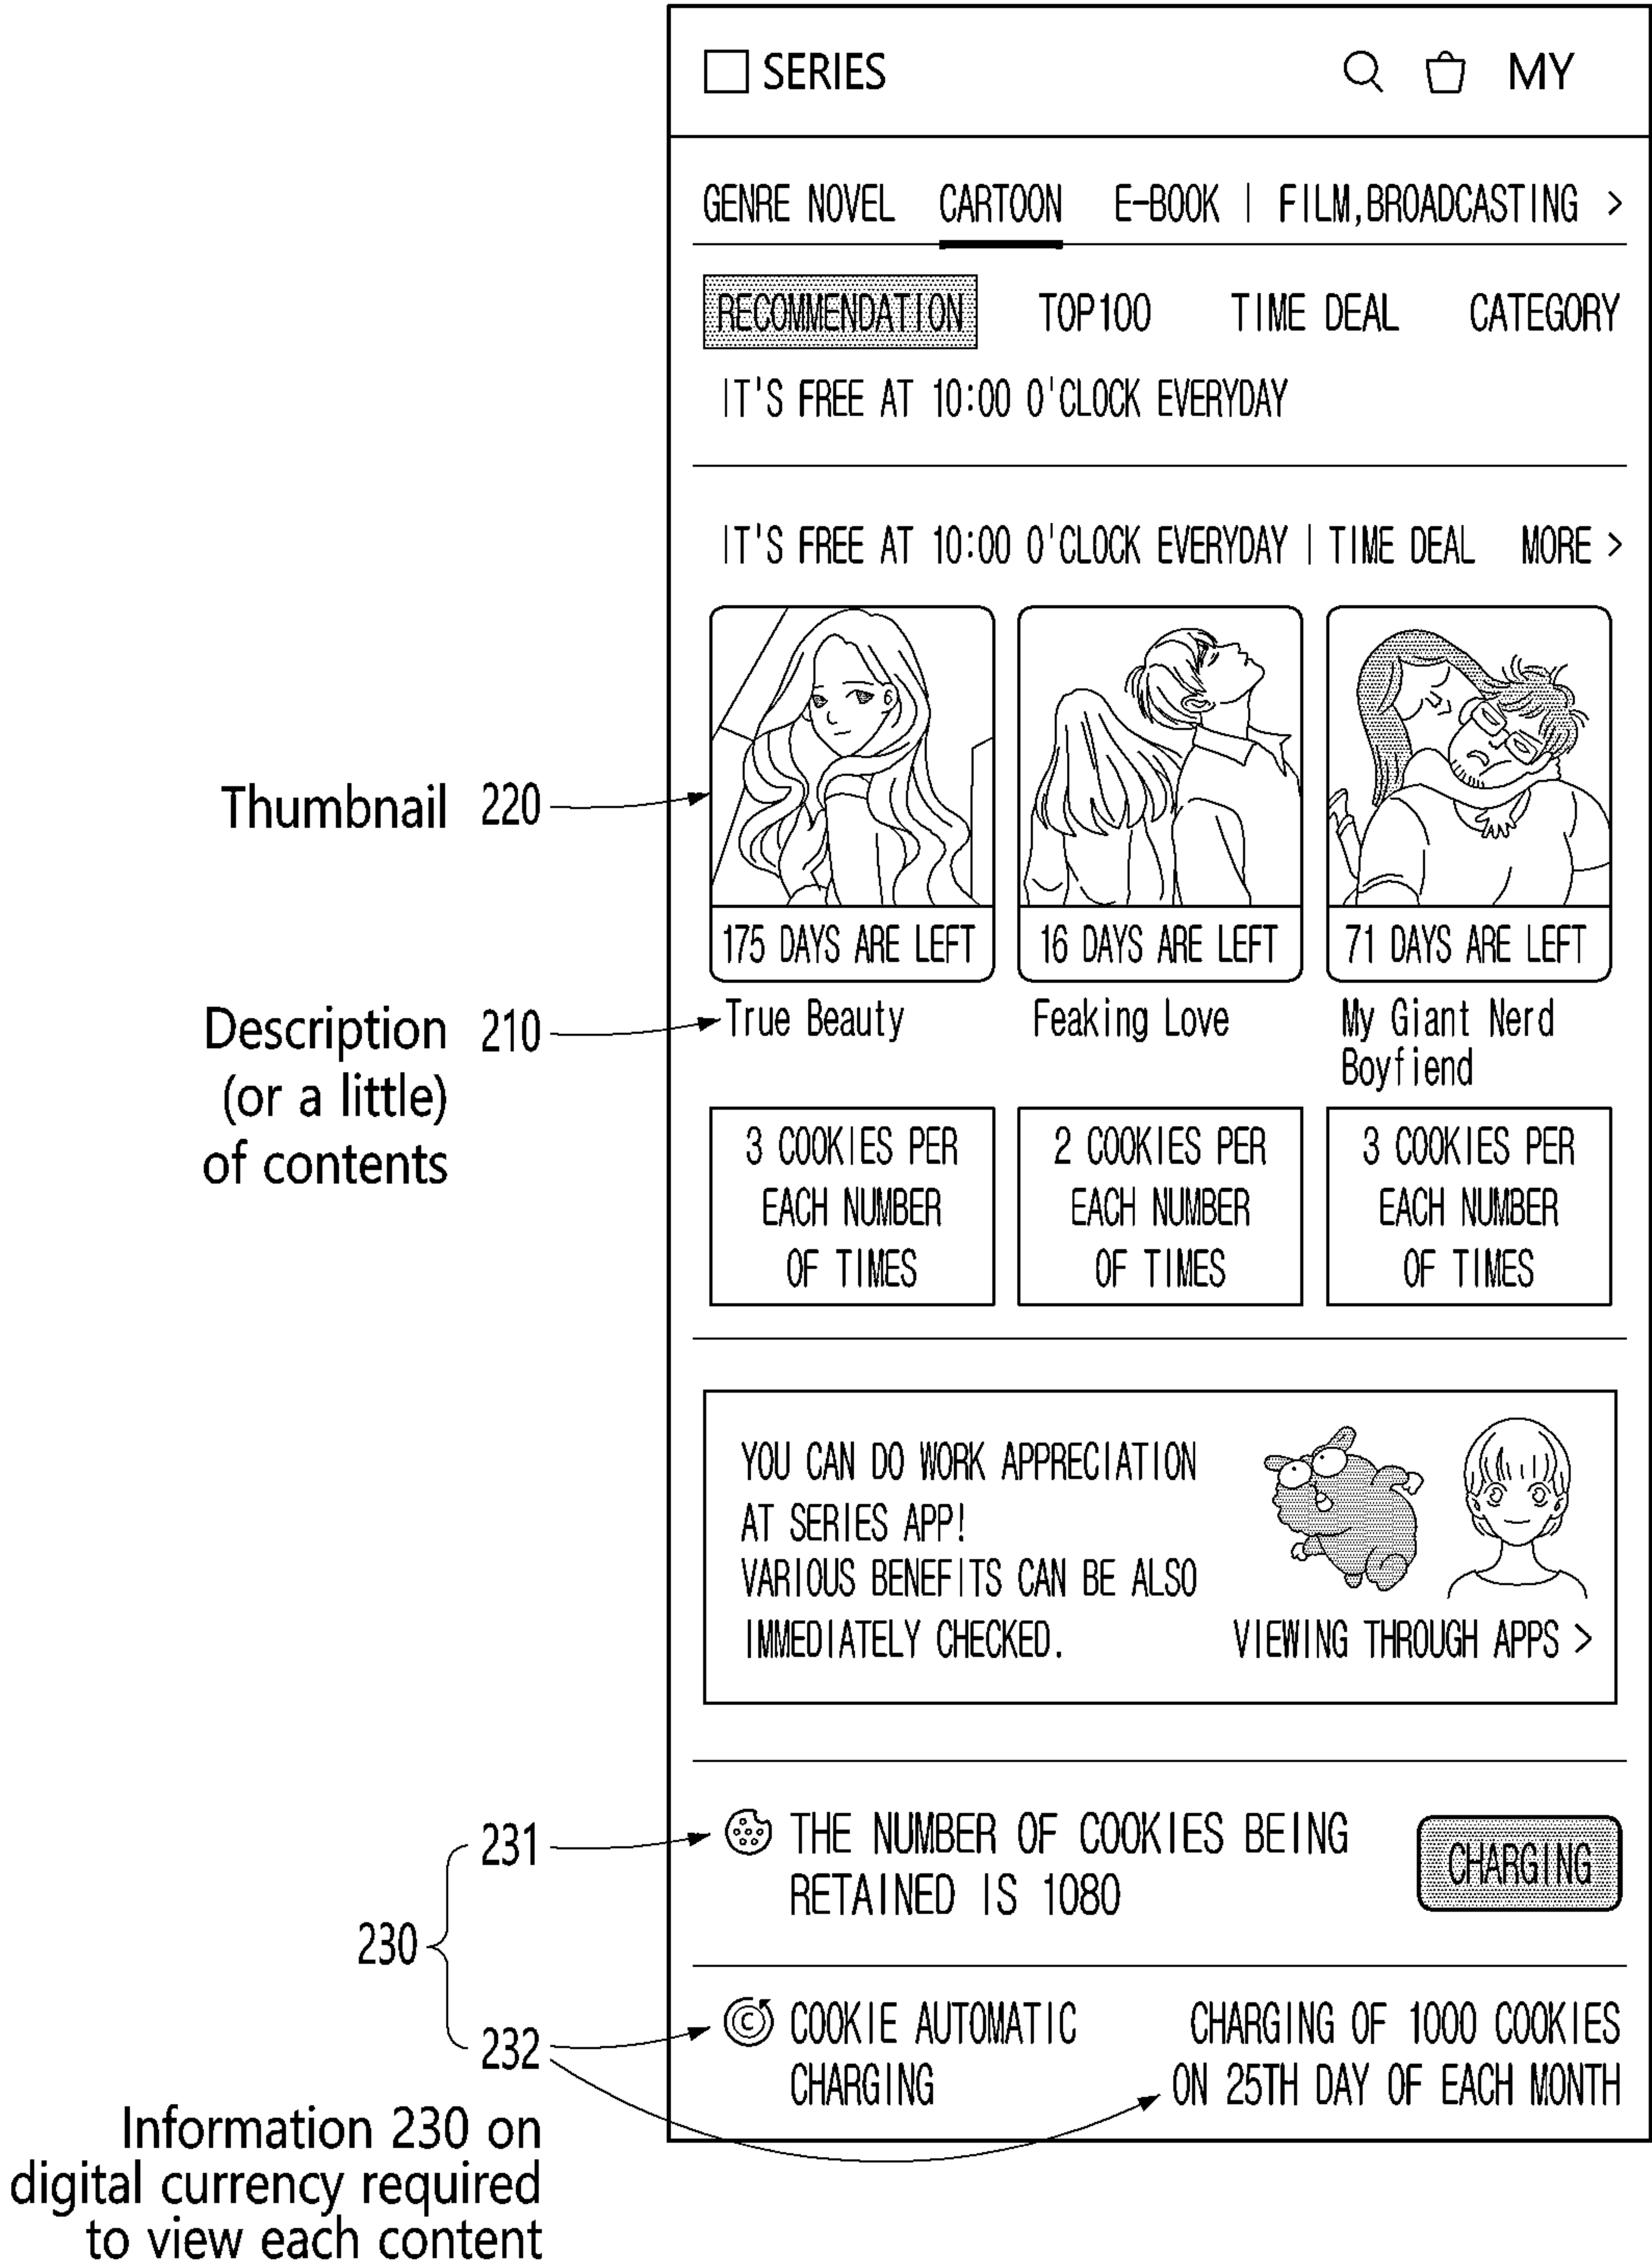 SERIES MY
GENRE NOVEL CARTOON E-BOOK | FILM,BROADCASTING >
RECOMMENDATION TOP100 TIME DEAL CATEGORY
IT'S FREE AT 10:00 O'CLOCK EVERYDAY
IT'S FREE AT 10:00 O'CLOCK EVERYDAY | TIME DEAL MORE >
Thumbnail 220
175 DAYS ARE LEFT 16 DAYS ARE LEFT 71 DAYS ARE LEFT
Description
(or a little)
of contents
210
True Beauty
Feaking Love
My Giant Nerd
Boyfiend
3 COOKIES PER
EACH NUMBER
OF TIMES
2 COOKIES PER
EACH NUMBER
OF TIMES
3 COOKIES PER
EACH NUMBER
OF TIMES
YOU CAN DO WORK APPRECIATION
AT SERIES APP!
VARIOUS BENEFITS CAN BE ALSO
IMMEDIATELY CHECKED.
VIEWING THROUGH APPS >
230
231
THE NUMBER OF COOKIES BEING
RETAINED IS 1080
CHARGING
232
C
COOKIE AUTOMATIC
CHARGING
CHARGING OF 1000 COOKIES
ON 25TH DAY OF EACH MONTH
Information 230 on
digital currency required
to view each content